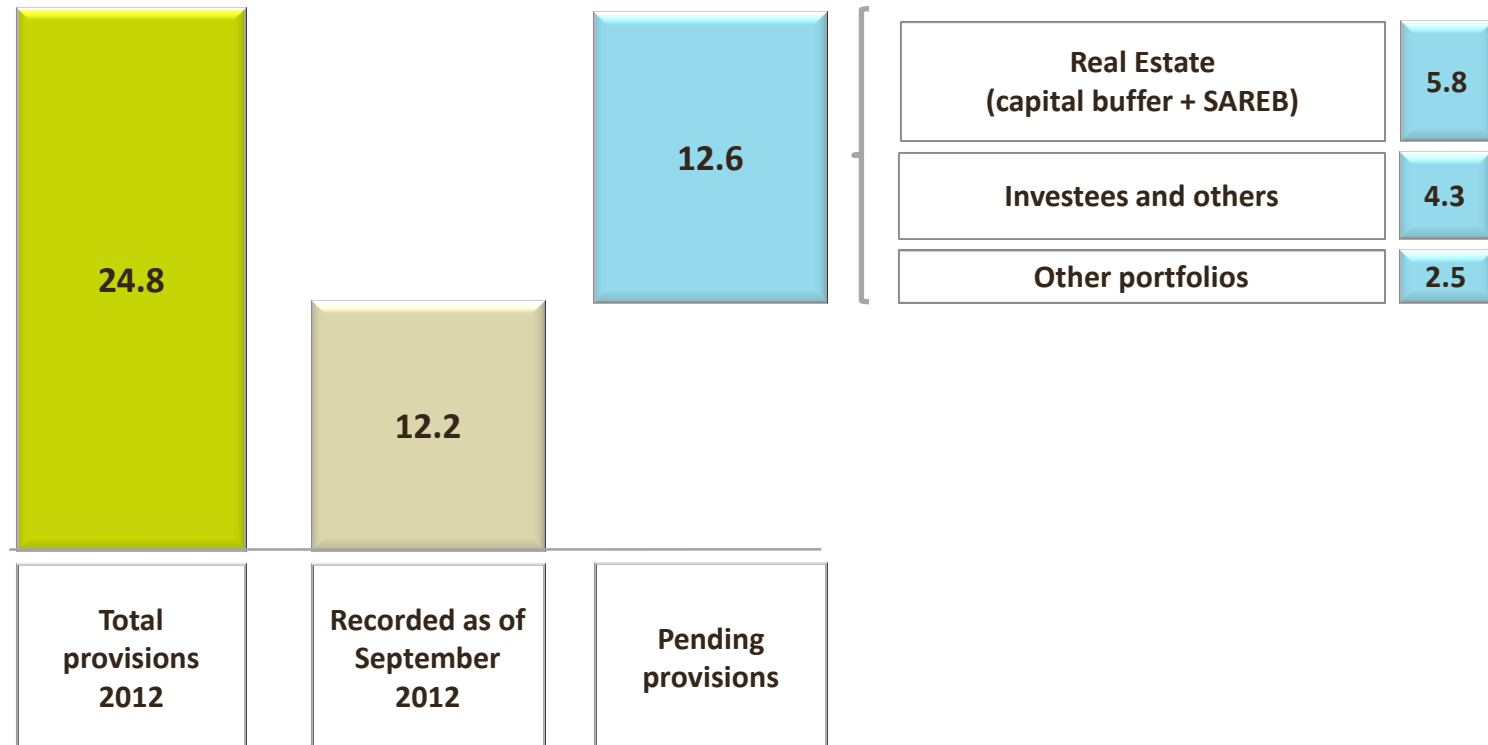 24.8
12.2
12.6
Real Estate
(capital buffer + SAREB)
5.8
Investees and others
4.3
Other portfolios
2.5
Total
provisions
2012
Recorded as of
September
2012
Pending
provisions